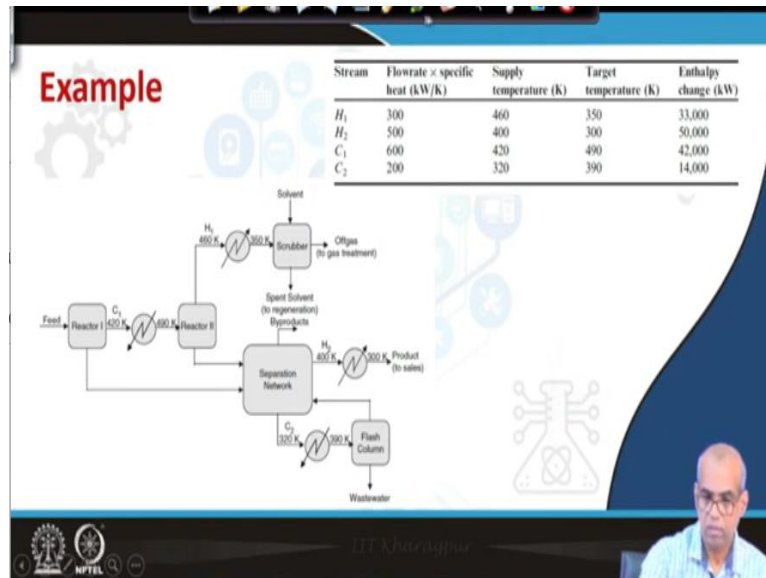 Example
Stream Flowrate × specific heat (kW/K) Supply temperature (K) Target temperature (K) Enthalpy change (kW)
H₁ 300 460 350 33,000
H₂ 500 400 300 50,000
C₁ 600 420 490 42,000
C₂ 200 320 390 14,000
Solvent
H₁
460 K 350 K Scrubber Offgas
(to gas treatment)
Spent Solvent
(to regeneration)
Byproducts
Feed Reactor I C₁ 420 K 490 K Reactor II
H₂
400 K 300 K Product
(to sales)
Separation
Network
C₂
320 K 390 K Flash
Column
Wastewater
NPTEL
IIT Kharagpur